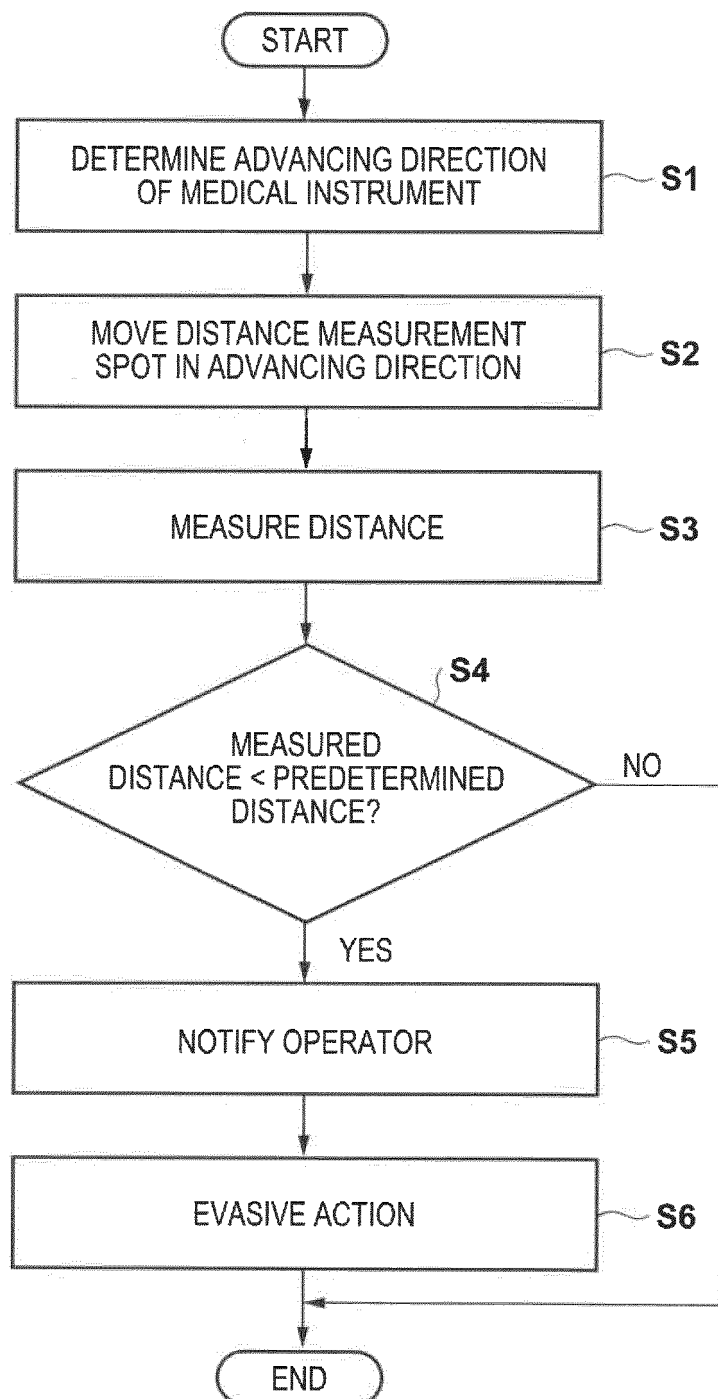 START
DETERMINE ADVANCING DIRECTION
OF MEDICAL INSTRUMENT
S1
MOVE DISTANCE MEASUREMENT
SPOT IN ADVANCING DIRECTION
S2
MEASURE DISTANCE
S3
S4
MEASURED
DISTANCE < PREDETERMINED
DISTANCE?
NO
YES
NOTIFY OPERATOR
S5
EVASIVE ACTION
S6
END